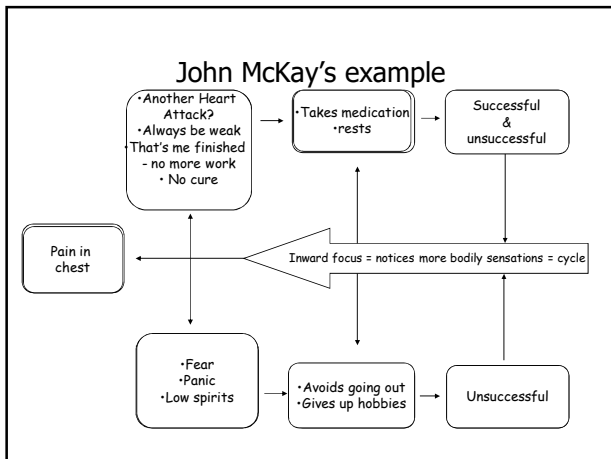 John McKay's example
•Another Heart
Attack?
•Always be weak
•That's me finished
- no more work
• No cure
•Takes medication
•rests
Successful
&
unsuccessful
Pain in
chest
Inward focus = notices more bodily sensations = cycle
•Fear
•Panic
•Low spirits
•Avoids going out
•Gives up hobbies
Unsuccessful